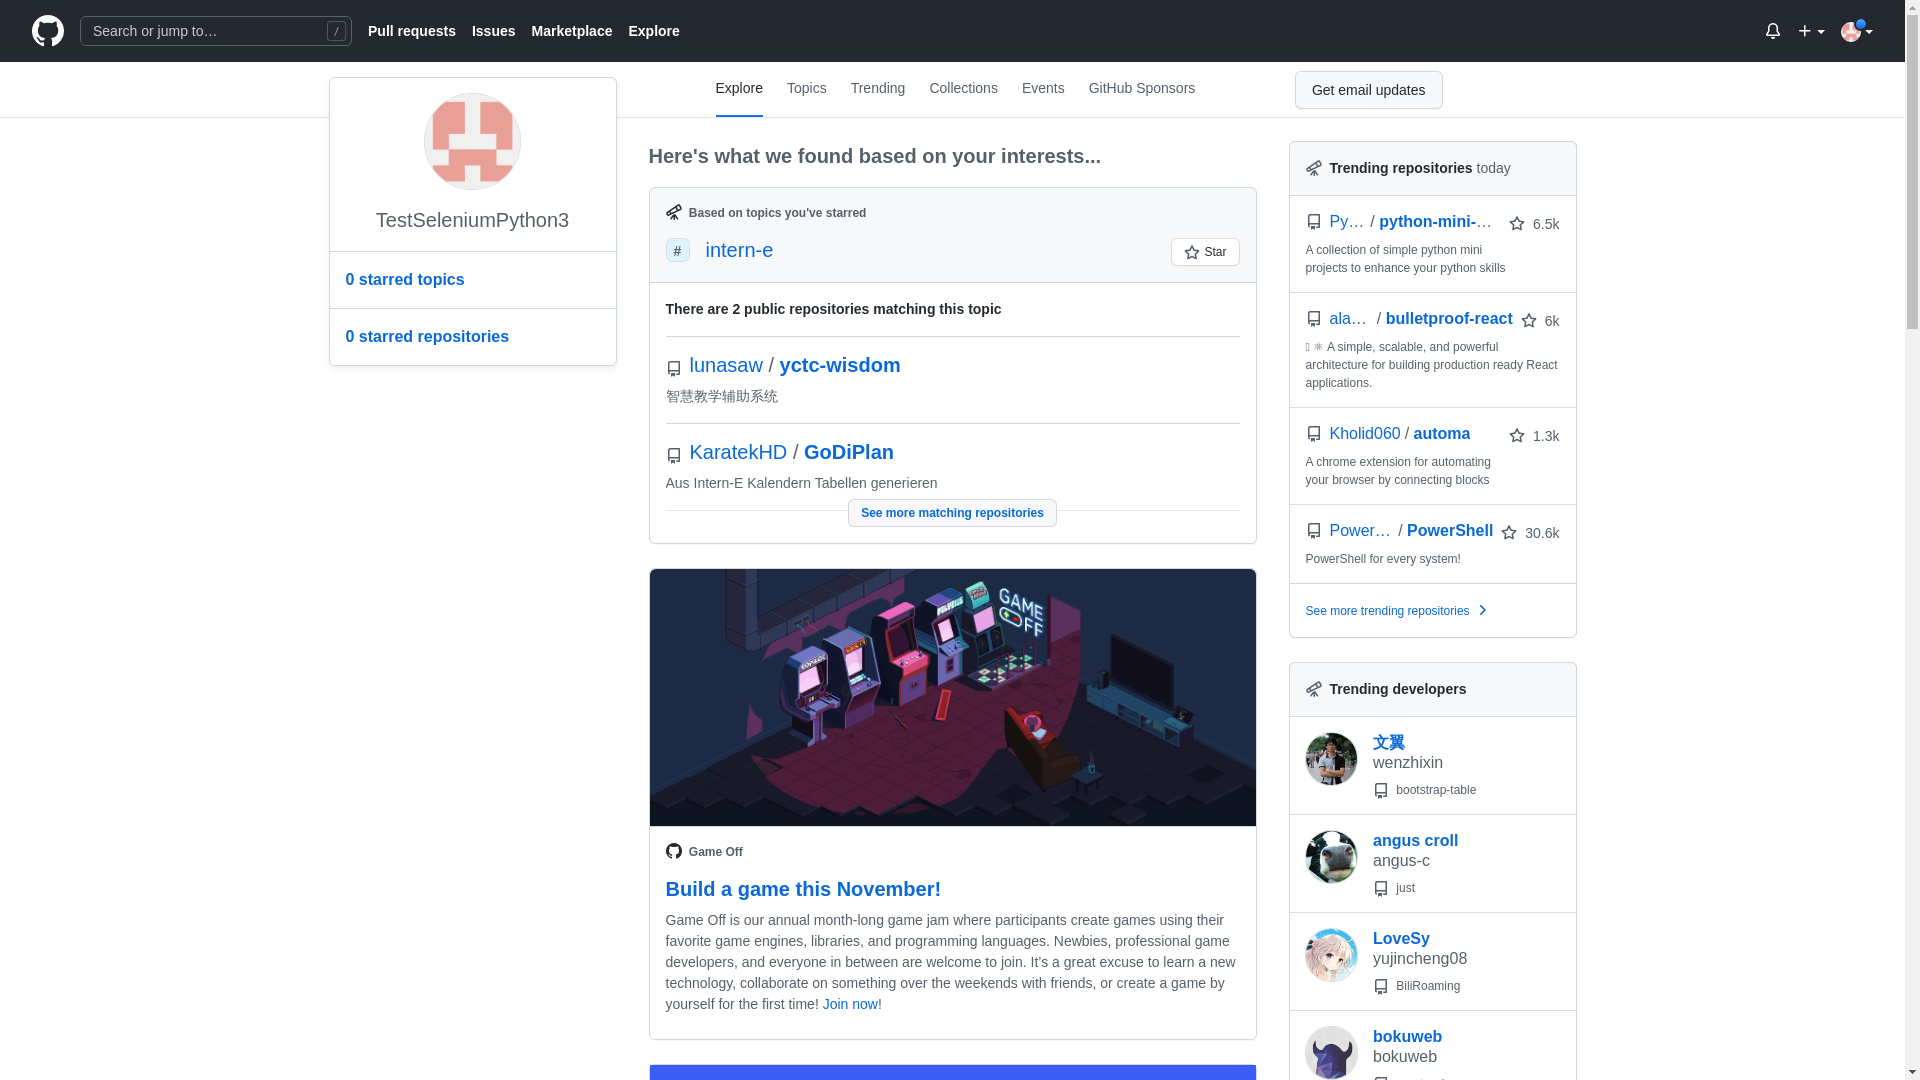 Search or jump to…
/
Pull requests
Issues
Marketplace
Explore
Explore
Topics
Trending
Collections
Events
GitHub Sponsors
Get email updates
TestSeleniumPython3
0 starred topics
0 starred repositories
Here's what we found based on your interests...
Based on topics you've starred
# intern-e
Star
There are 2 public repositories matching this topic
lunasaw / yctc-wisdom
智慧教学辅助系统
KaratekHD / GoDiPlan
Aus Intern-E Kalendern Tabellen generieren
See more matching repositories
GAME
OFF
Game Off
Build a game this November!
Game Off is our annual month-long game jam where participants create games using their
favorite game engines, libraries, and programming languages. Newbies, professional game
developers, and everyone in between are welcome to join. It's a great excuse to learn a new
technology, collaborate on something over the weekends with friends, or create a game by
yourself for the first time! Join now!
Trending repositories today
Py… / python-mini-… 6.5k
A collection of simple python mini
projects to enhance your python skills
ala… / bulletproof-react 6k
⚛ A simple, scalable, and powerful
architecture for building production ready React
applications.
Kholid060 / automa 1.3k
A chrome extension for automating
your browser by connecting blocks
Power… / PowerShell 30.6k
PowerShell for every system!
See more trending repositories
Trending developers
文翼
wenzhixin
bootstrap-table
angus croll
angus-c
just
LoveSy
yujincheng08
BiliRoaming
bokuweb
bokuweb